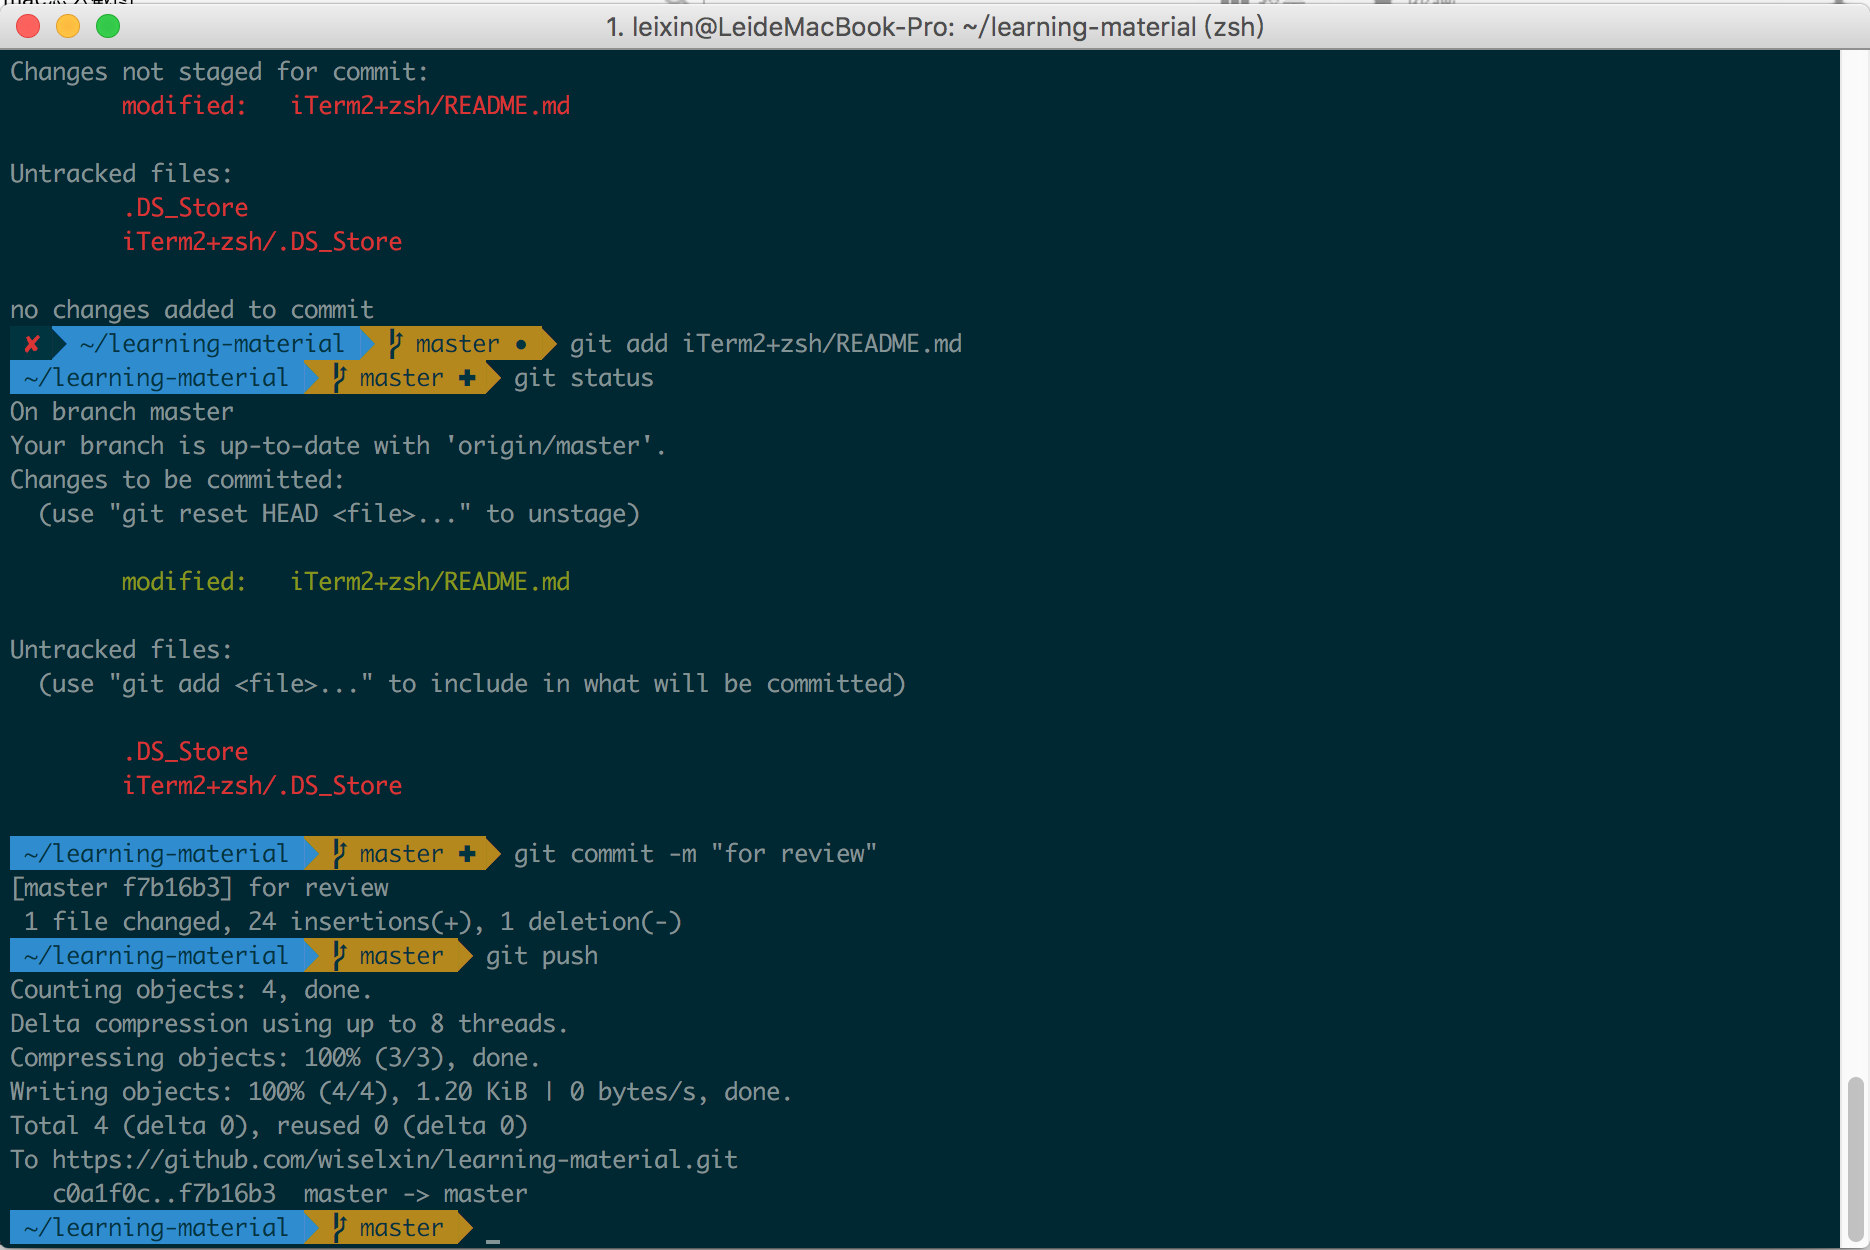 1. leixin@LeideMacBook-Pro: ~/learning-material (zsh)
Changes not staged for commit:
modified:   iTerm2+zsh/README.md
Untracked files:
.DS_Store
iTerm2+zsh/.DS_Store
no changes added to commit
✘ ~/learning-material master ● git add iTerm2+zsh/README.md
~/learning-material master ✚ git status
On branch master
Your branch is up-to-date with 'origin/master'.
Changes to be committed:
(use "git reset HEAD <file>..." to unstage)
modified:   iTerm2+zsh/README.md
Untracked files:
(use "git add <file>..." to include in what will be committed)
.DS_Store
iTerm2+zsh/.DS_Store
~/learning-material master ✚ git commit -m "for review"
[master f7b16b3] for review
1 file changed, 24 insertions(+), 1 deletion(-)
~/learning-material master git push
Counting objects: 4, done.
Delta compression using up to 8 threads.
Compressing objects: 100% (3/3), done.
Writing objects: 100% (4/4), 1.20 KiB | 0 bytes/s, done.
Total 4 (delta 0), reused 0 (delta 0)
To https://github.com/wiselxin/learning-material.git
c0a1f0c..f7b16b3  master -> master
~/learning-material master